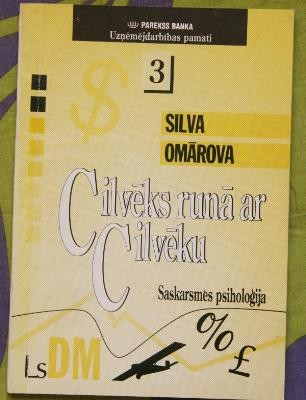 PAREKSS BANKA
Uzņēmējdarbības pamati
$
3
SILVA
OMĀROVA
Cilvēks runā ar
Cilvēku
Saskarsmes psiholoģija
% £
Ls DM